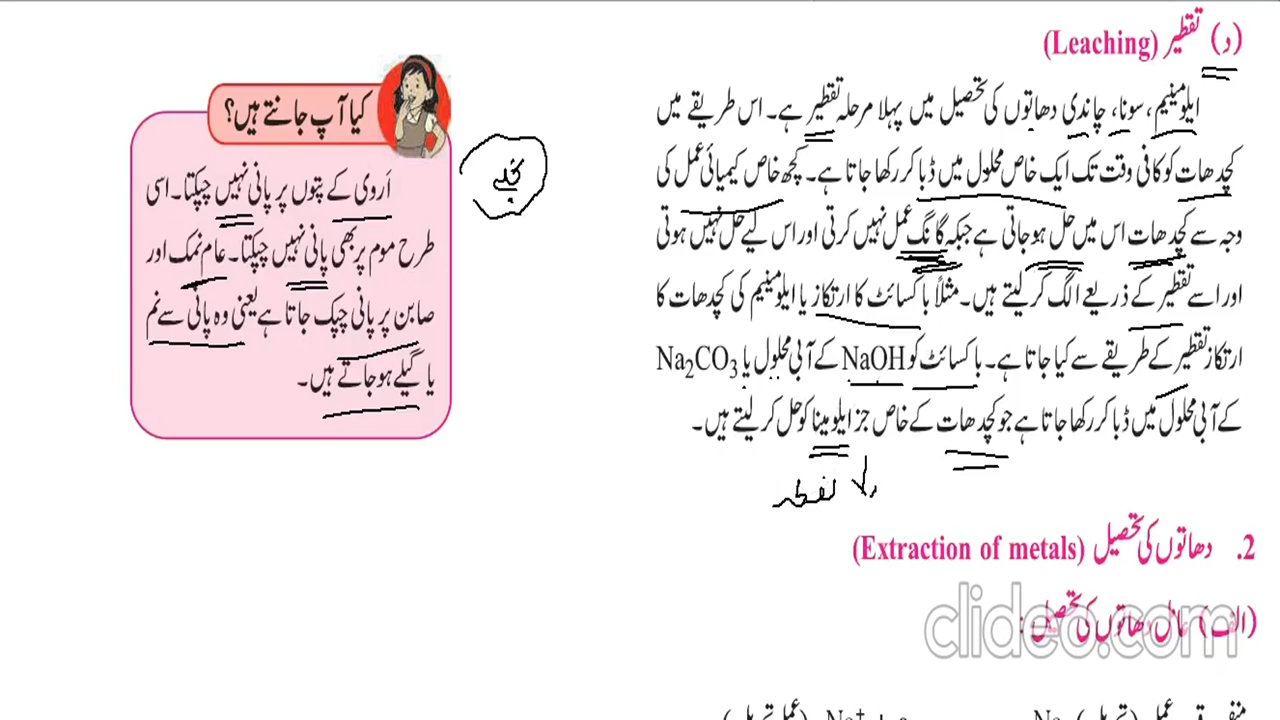 (د) تقطیر (Leaching)
ایلومینیم، سونا، چاندی دھاتوں کی تحصیل میں پہلا مرحلہ تقطیر ہے۔ اس طریقے میں
کچدھات کو کافی وقت تک ایک خاص محلول میں ڈبا کر رکھا جاتا ہے۔ کچھ خاص کیمیائی عمل کی
وجہ سے کچدھات اس میں حل ہو جاتی ہے جبکہ گانگ عمل نہیں کرتی اور اس لیے حل نہیں ہوتی
اور اسے تقطیر کے ذریعے الگ کر لیتے ہیں۔ مثلاً باکسائٹ کا ارتکاز یا ایلومینیم کی کچدھات کا
ارتکاز تقطیر کے طریقے سے کیا جاتا ہے۔ باکسائٹ کو NaOH کے آبی محلول یا Na₂CO₃
کے آبی محلول میں ڈبا کر رکھا جاتا ہے جو کچدھات کے خاص جز ایلومینا کو حل کر لیتے ہیں۔
2. دھاتوں کی تحصیل (Extraction of metals)
(الف) عامل دھاتوں کی تحصیل :
کیا آپ جانتے ہیں؟
اَروی کے پتوں پر پانی نہیں چپکتا۔ اسی
طرح موم پر بھی پانی نہیں چپکتا۔ عام نمک اور
صابن پر پانی چپک جاتا ہے یعنی وہ پانی سے نم
یا گیلے ہو جاتے ہیں۔
clideo.com